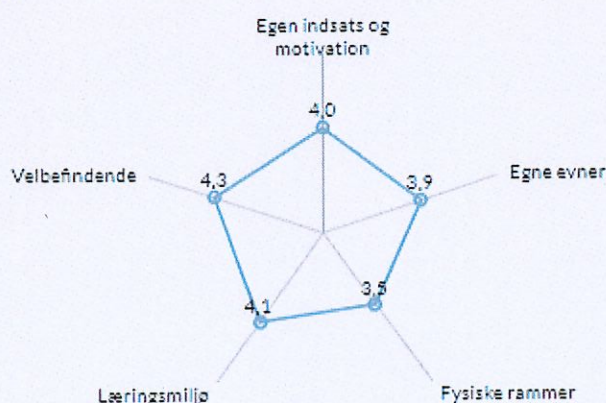 Egen indsats og
motivation
4,0
Velbefindende
4,3
3,9
Egne evner
4,1
3,5
Læringsmiljø
Fysiske rammer